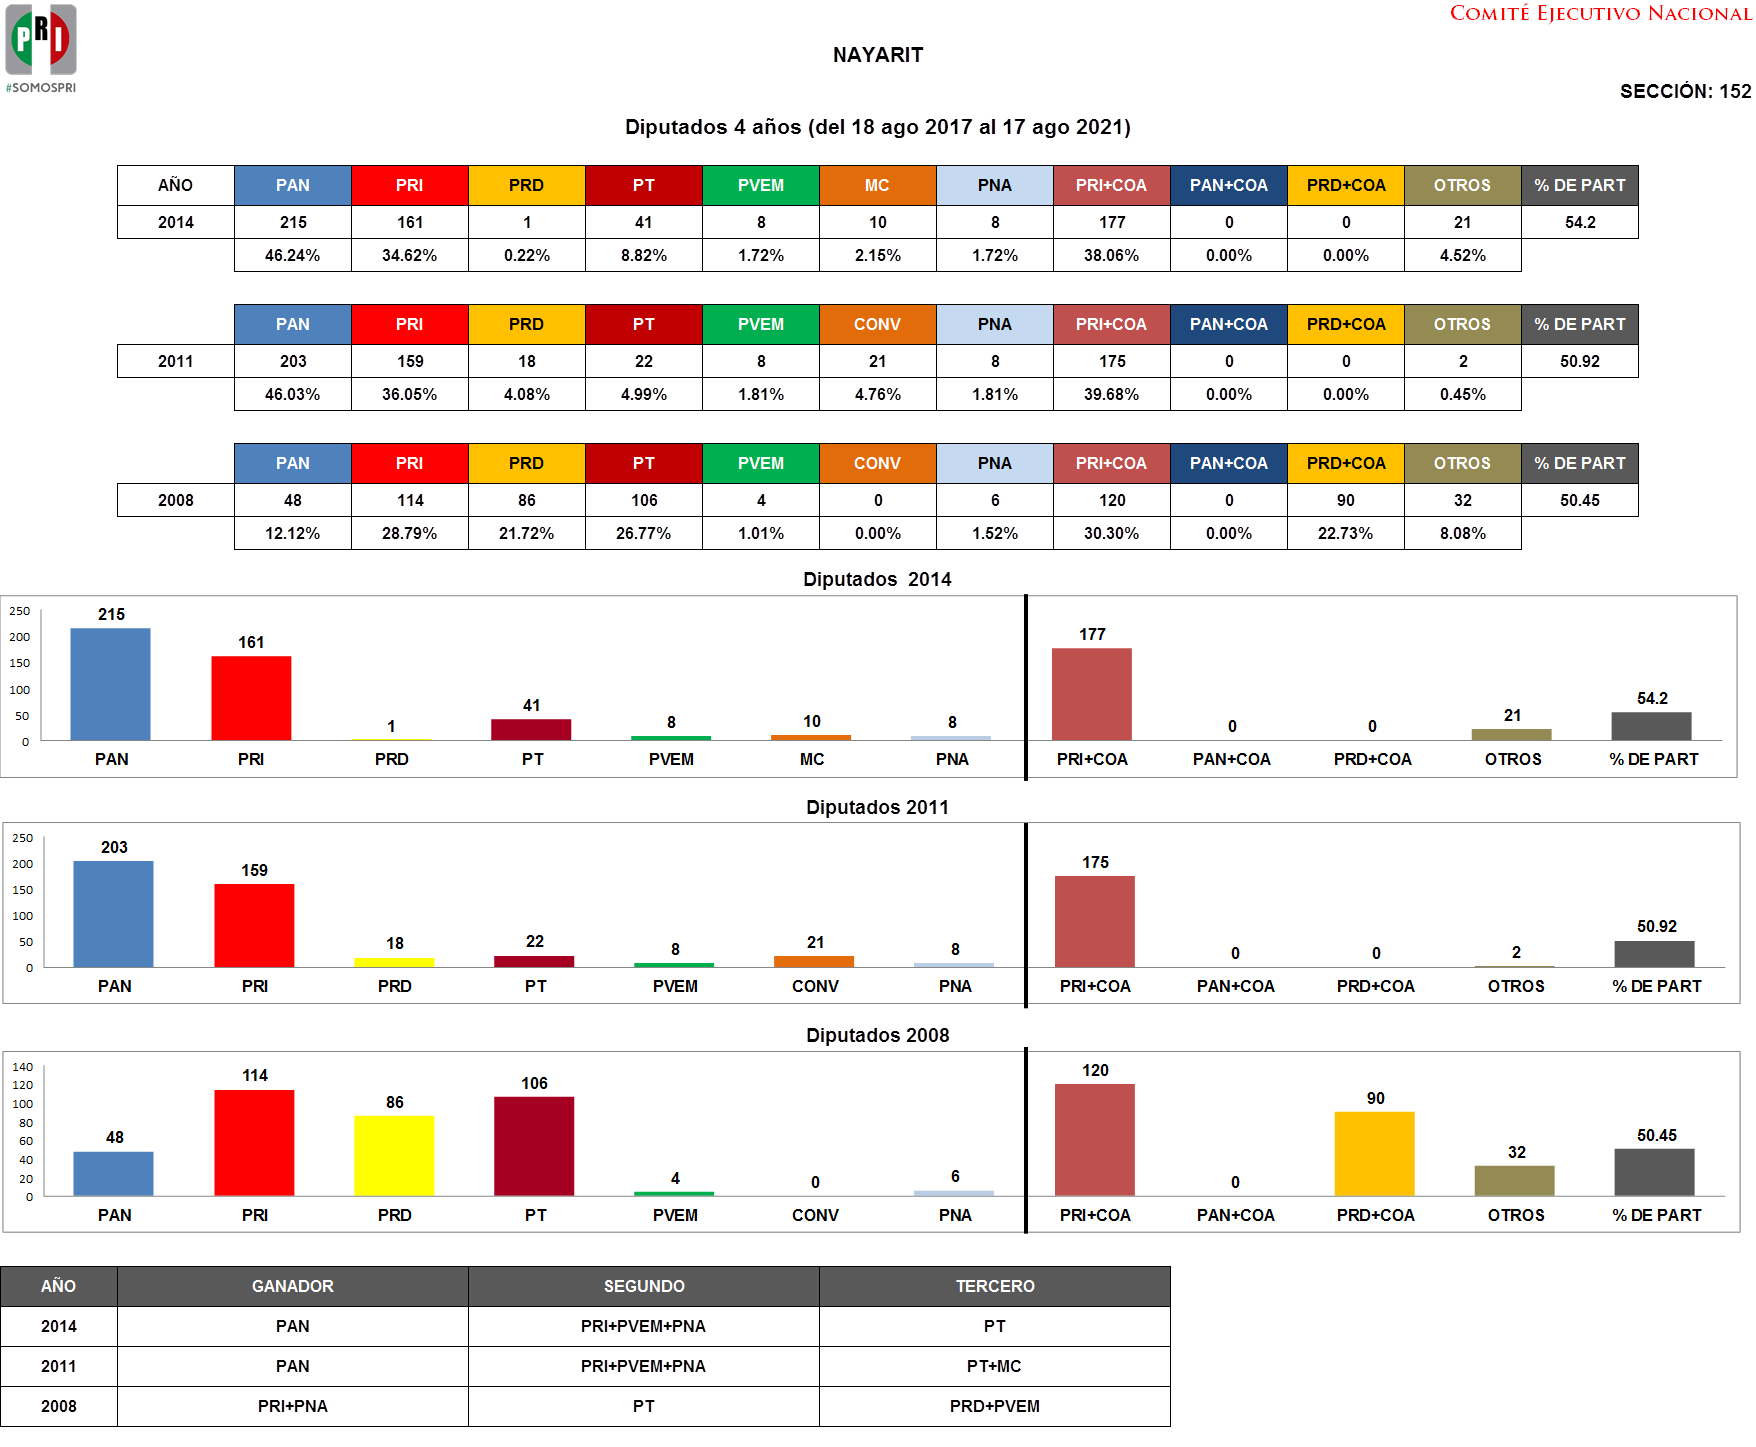 PRI
#SOMOSPRI
COMITÉ EJECUTIVO NACIONAL
NAYARIT
SECCIÓN: 152
Diputados 4 años (del 18 ago 2017 al 17 ago 2021)
AÑO PAN PRI PRD PT PVEM MC PNA PRI+COA PAN+COA PRD+COA OTROS % DE PART
2014 215 161 1 41 8 10 8 177 0 0 21 54.2
46.24% 34.62% 0.22% 8.82% 1.72% 2.15% 1.72% 38.06% 0.00% 0.00% 4.52%
PAN PRI PRD PT PVEM CONV PNA PRI+COA PAN+COA PRD+COA OTROS % DE PART
2011 203 159 18 22 8 21 8 175 0 0 2 50.92
46.03% 36.05% 4.08% 4.99% 1.81% 4.76% 1.81% 39.68% 0.00% 0.00% 0.45%
PAN PRI PRD PT PVEM CONV PNA PRI+COA PAN+COA PRD+COA OTROS % DE PART
2008 48 114 86 106 4 0 6 120 0 90 32 50.45
12.12% 28.79% 21.72% 26.77% 1.01% 0.00% 1.52% 30.30% 0.00% 22.73% 8.08%
Diputados 2014
250
200
150
100
50
0
215 161 1 41 8 10 8 177 0 0 21 54.2
PAN PRI PRD PT PVEM MC PNA PRI+COA PAN+COA PRD+COA OTROS % DE PART
Diputados 2011
250
200
150
100
50
0
203 159 18 22 8 21 8 175 0 0 2 50.92
PAN PRI PRD PT PVEM CONV PNA PRI+COA PAN+COA PRD+COA OTROS % DE PART
Diputados 2008
140
120
100
80
60
40
20
0
48 114 86 106 4 0 6 120 0 90 32 50.45
PAN PRI PRD PT PVEM CONV PNA PRI+COA PAN+COA PRD+COA OTROS % DE PART
AÑO GANADOR SEGUNDO TERCERO
2014 PAN PRI+PVEM+PNA PT
2011 PAN PRI+PVEM+PNA PT+MC
2008 PRI+PNA PT PRD+PVEM